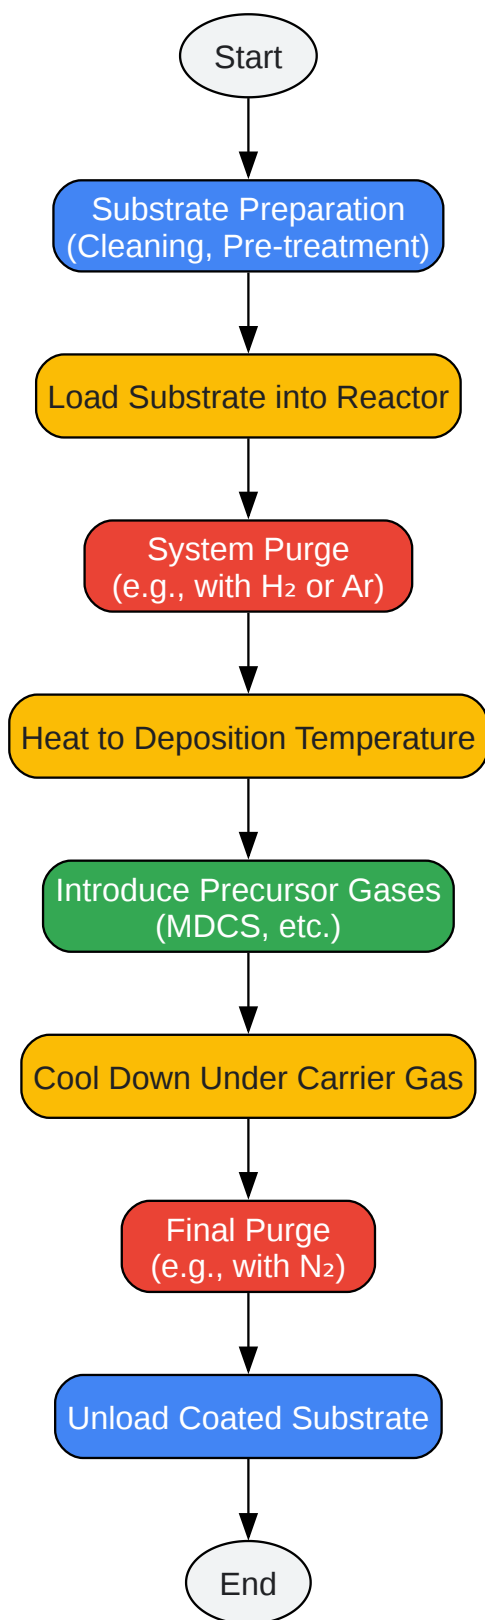 Start
Substrate Preparation
(Cleaning, Pre-treatment)
Load Substrate into Reactor
System Purge
(e.g., with H₂ or Ar)
Heat to Deposition Temperature
Introduce Precursor Gases
(MDCS, etc.)
Cool Down Under Carrier Gas
Final Purge
(e.g., with N₂)
Unload Coated Substrate
End